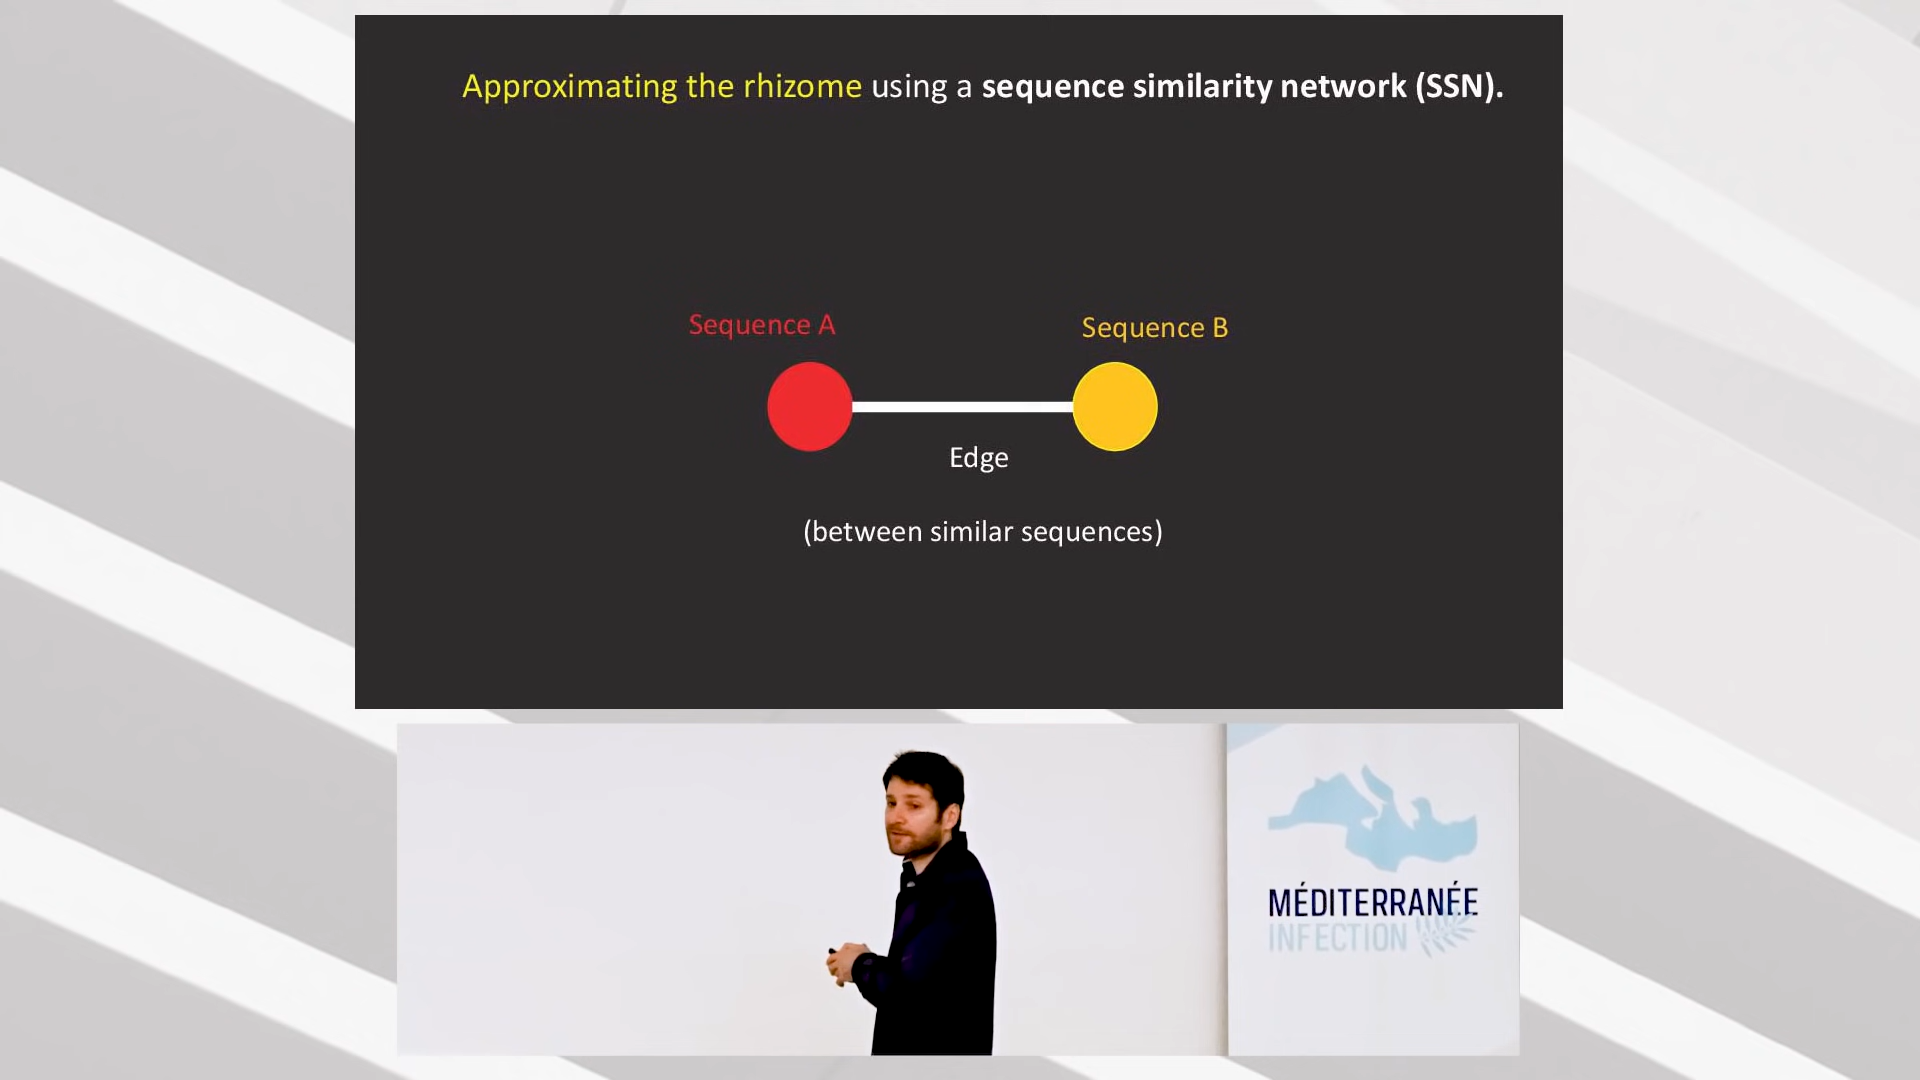 Approximating the rhizome using a sequence similarity network (SSN).
Sequence A
Sequence B
Edge
(between similar sequences)
MÉDITERRANÉE
INFECTION